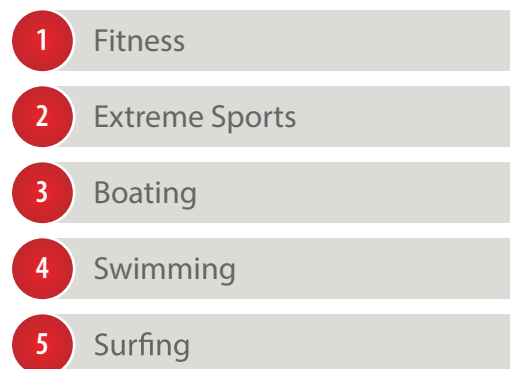 1 Fitness
2 Extreme Sports
3 Boating
4 Swimming
5 Surfing